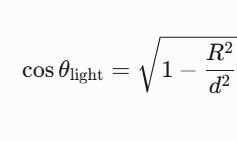 cos θ_light = √(1 − R²/d²)